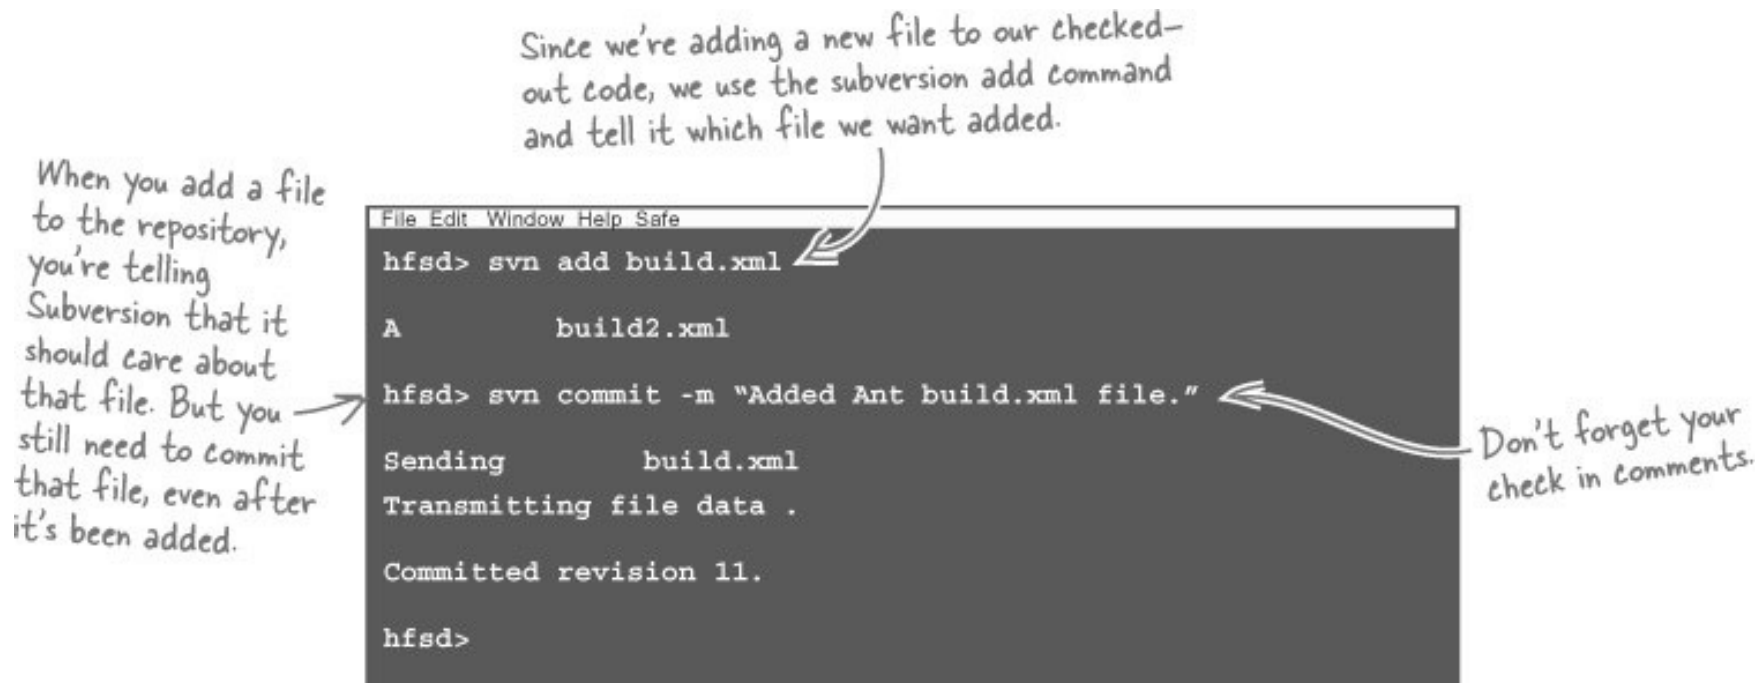 Since we're adding a new file to our checked-
out code, we use the subversion add command
and tell it which file we want added.
When you add a file
to the repository,
you're telling
Subversion that it
should care about
that file. But you
still need to commit
that file, even after
it's been added.
File Edit Window Help Safe
hfsd> svn add build.xml
A build2.xml
hfsd> svn commit -m “Added Ant build.xml file.”
Sending build.xml
Transmitting file data .
Committed revision 11.
hfsd>
Don't forget your
check in comments.